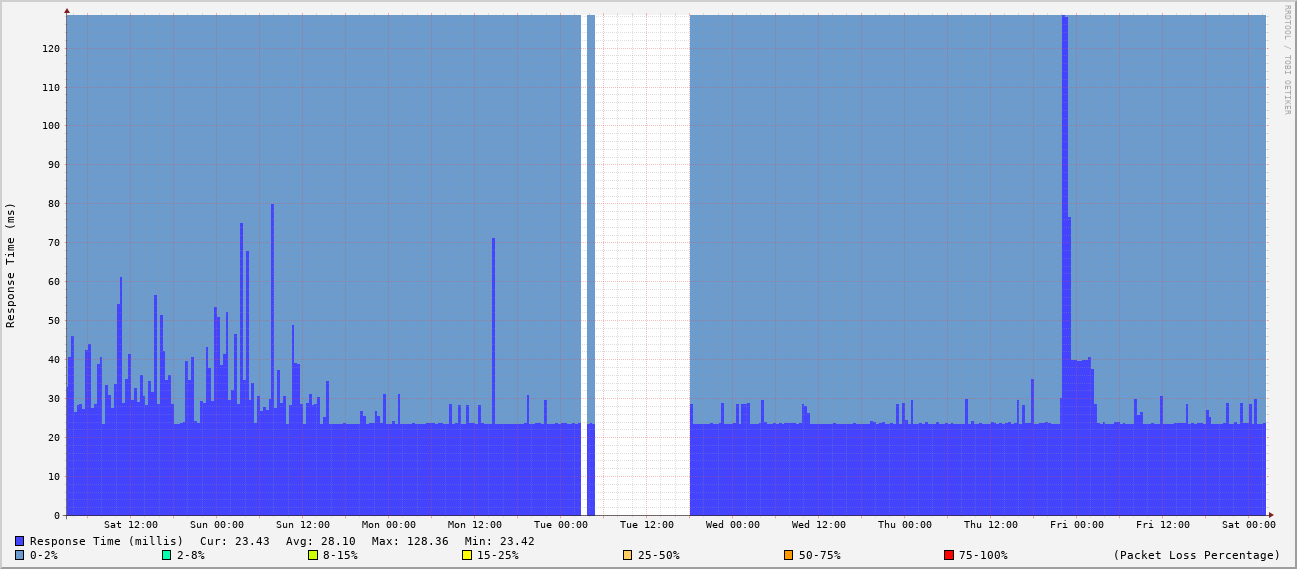 RRDTOOL / TOBI OETIKER
Response Time (ms)
120
110
100
90
80
70
60
50
40
30
20
10
0
Sat 12:00 Sun 00:00 Sun 12:00 Mon 00:00 Mon 12:00 Tue 00:00 Tue 12:00 Wed 00:00 Wed 12:00 Thu 00:00 Thu 12:00 Fri 00:00 Fri 12:00 Sat 00:00
Response Time (millis) Cur: 23.43 Avg: 28.10 Max: 128.36 Min: 23.42
0-2% 2-8% 8-15% 15-25% 25-50% 50-75% 75-100% (Packet Loss Percentage)